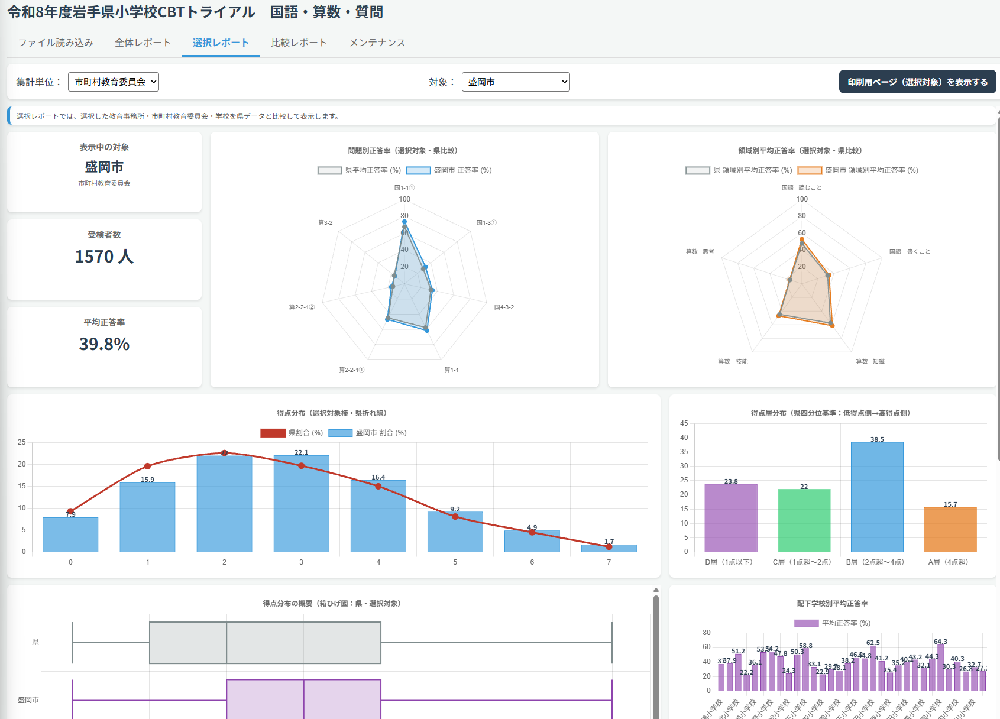 令和8年度岩手県小学校CBTトライアル　国語・算数・質問
ファイル読み込み　全体レポート　選択レポート　比較レポート　メンテナンス
集計単位： 市町村教育委員会　対象： 盛岡市　印刷用ページ（選択対象）を表示する
選択レポートでは、選択した教育事務所・市町村教育委員会・学校を県データと比較して表示します。
表示中の対象
盛岡市
市町村教育委員会
受検者数
1570 人
平均正答率
39.8%
問題別正答率（選択対象・県比較）
県平均正答率 (%)　盛岡市 正答率 (%)
国1-1①
100
80
60
40
20
算3-2
国1-3①
算2-2-1②
国4-3-2
算2-2-1①
算1-1
領域別平均正答率（選択対象・県比較）
県 領域別平均正答率 (%)　盛岡市 領域別平均正答率 (%)
国語　読むこと
100
80
60
40
20
算数　思考
国語　書くこと
算数　技能
算数　知識
得点分布（選択対象棒・県折れ線）
県割合 (%)　盛岡市 割合 (%)
25
20
15
10
5
0
7.9
15.9
22
22.1
16.4
9.2
4.9
1.7
0　1　2　3　4　5　6　7
得点層分布（県四分位基準：低得点側→高得点側）
45
40
35
30
25
20
15
10
5
0
23.8
22
38.5
15.7
D層（1点以下）　C層（1点超～2点）　B層（2点超～4点）　A層（4点超）
得点分布の概要（箱ひげ図：県・選択対象）
県
盛岡市
配下学校別平均正答率
平均正答率 (%)
80
60
40
20
0
37
37.9
51.2
22.2
36.1
54.2
47.8
24.3
50.3
58.8
33.1
22.9
28.1
38.2
44.8
62.5
41.2
25.4
35.2
43.2
32.1
44.3
64.3
30.3
40.3
26.8
32.7